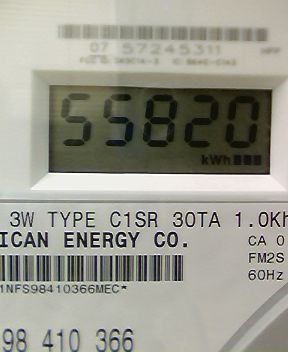 07 57245311
55820
kWh
3W TYPE C1SR 30TA 1.0Kh
ICAN ENERGY CO.
CA 0
FM2S
60Hz
1NFS98410366MEC*
98 410 366